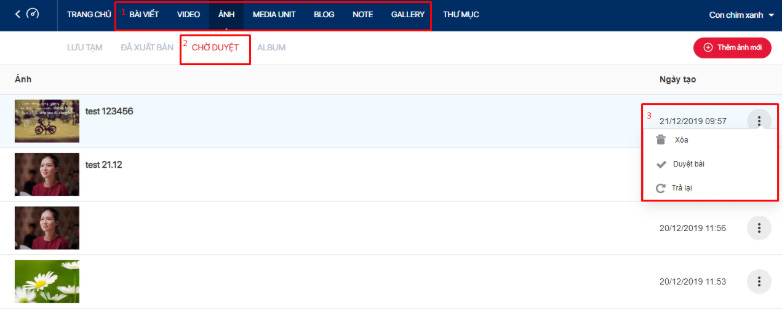 TRANG CHỦ 1 BÀI VIẾT VIDEO ẢNH MEDIA UNIT BLOG NOTE GALLERY THƯ MỤC Con chim xanh
LƯU TẠM ĐÃ XUẤT BẢN 2 CHỜ DUYỆT ALBUM Thêm ảnh mới
Ảnh Ngày tạo
test 123456
3
21/12/2019 09:57
test 21.12
Xóa
Duyệt bài
Trả lại
20/12/2019 11:56
20/12/2019 11:53